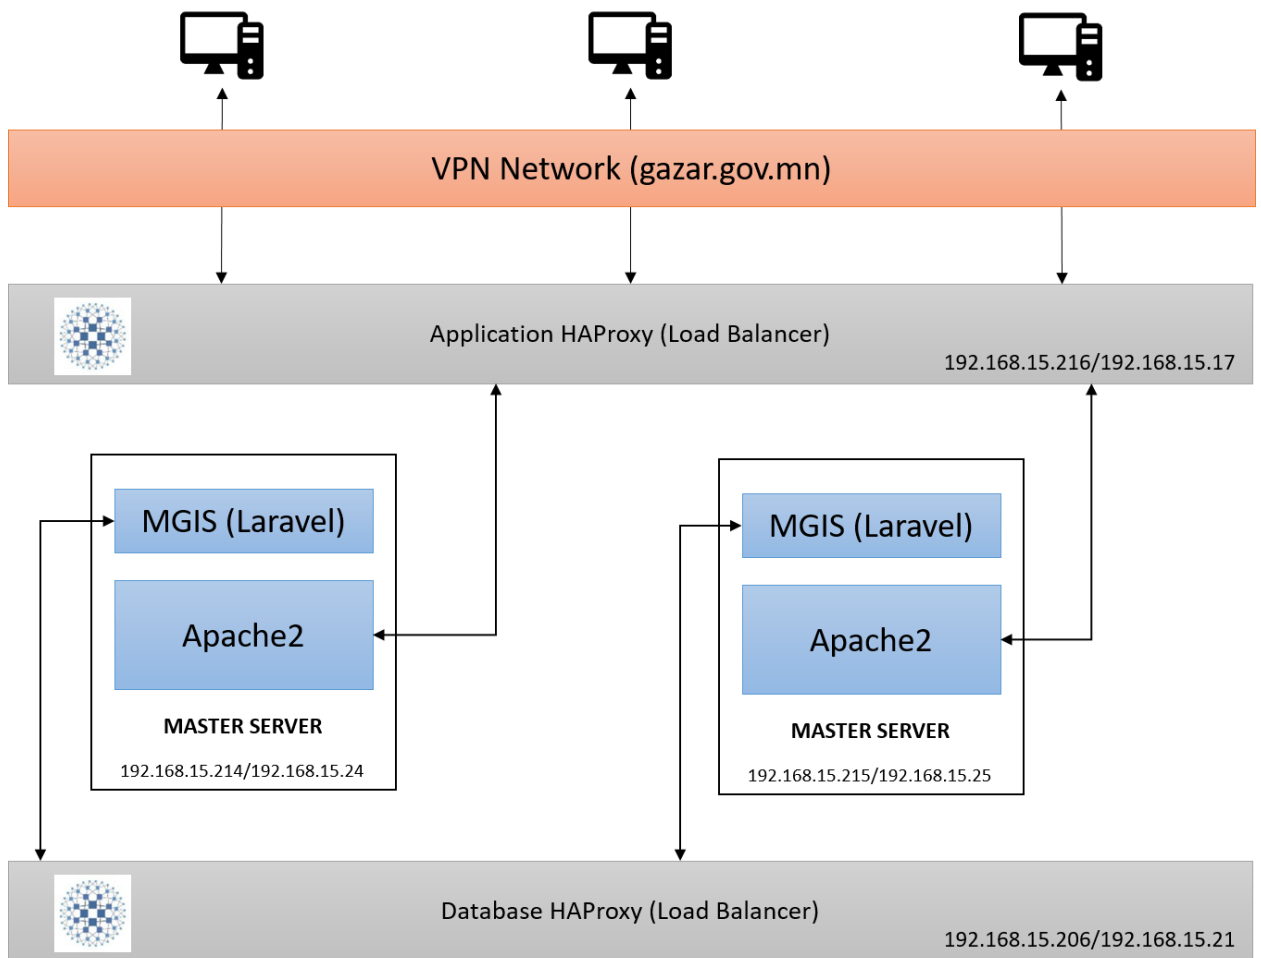 VPN Network (gazar.gov.mn)
Application HAProxy (Load Balancer)
192.168.15.216/192.168.15.17
MGIS (Laravel)
Apache2
MASTER SERVER
192.168.15.214/192.168.15.24
MGIS (Laravel)
Apache2
MASTER SERVER
192.168.15.215/192.168.15.25
Database HAProxy (Load Balancer)
192.168.15.206/192.168.15.21